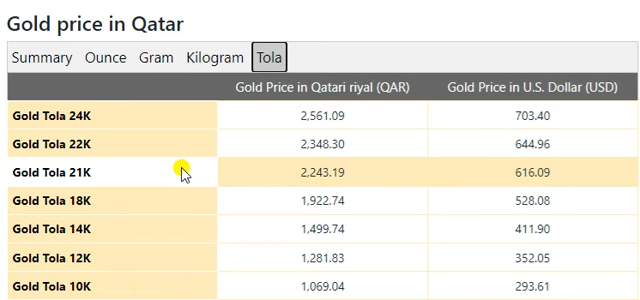 Gold price in Qatar
Summary Ounce Gram Kilogram Tola
Gold Price in Qatari riyal (QAR) Gold Price in U.S. Dollar (USD)
Gold Tola 24K 2,561.09 703.40
Gold Tola 22K 2,348.30 644.96
Gold Tola 21K 2,243.19 616.09
Gold Tola 18K 1,922.74 528.08
Gold Tola 14K 1,499.74 411.90
Gold Tola 12K 1,281.83 352.05
Gold Tola 10K 1,069.04 293.61